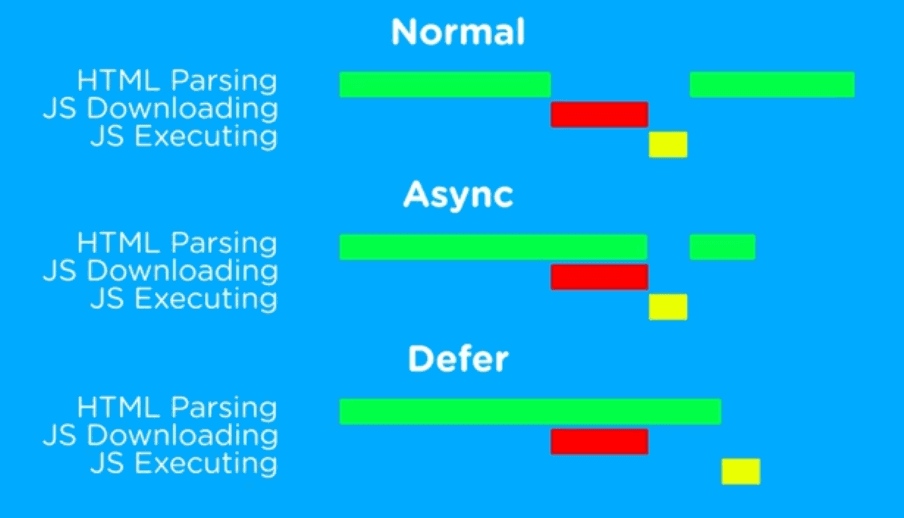 Normal
HTML Parsing
JS Downloading
JS Executing
Async
HTML Parsing
JS Downloading
JS Executing
Defer
HTML Parsing
JS Downloading
JS Executing